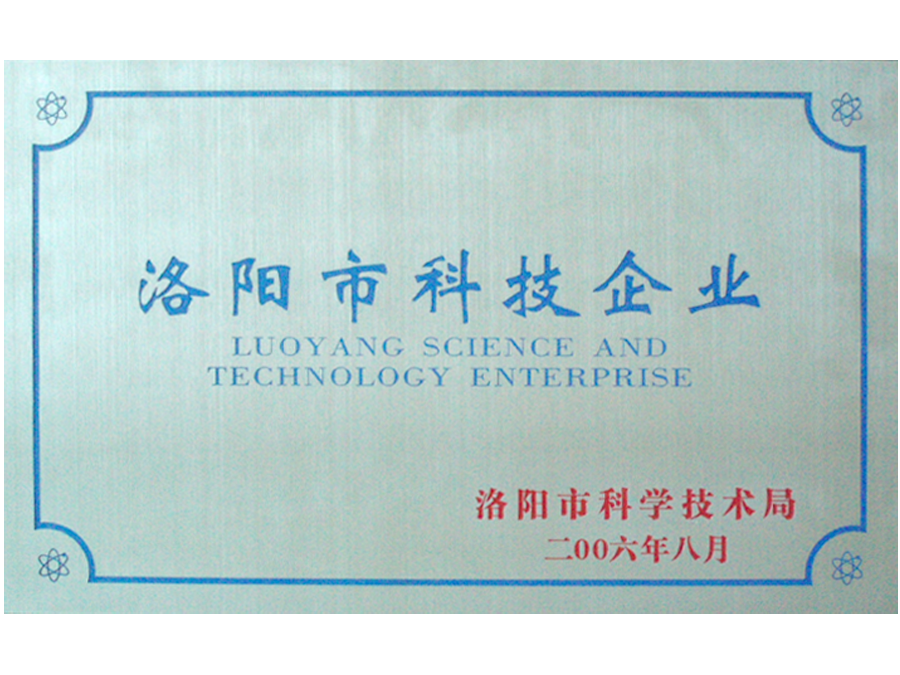 洛阳市科技企业
LUOYANG SCIENCE AND
TECHNOLOGY ENTERPRISE
洛阳市科学技术局
二00六年八月